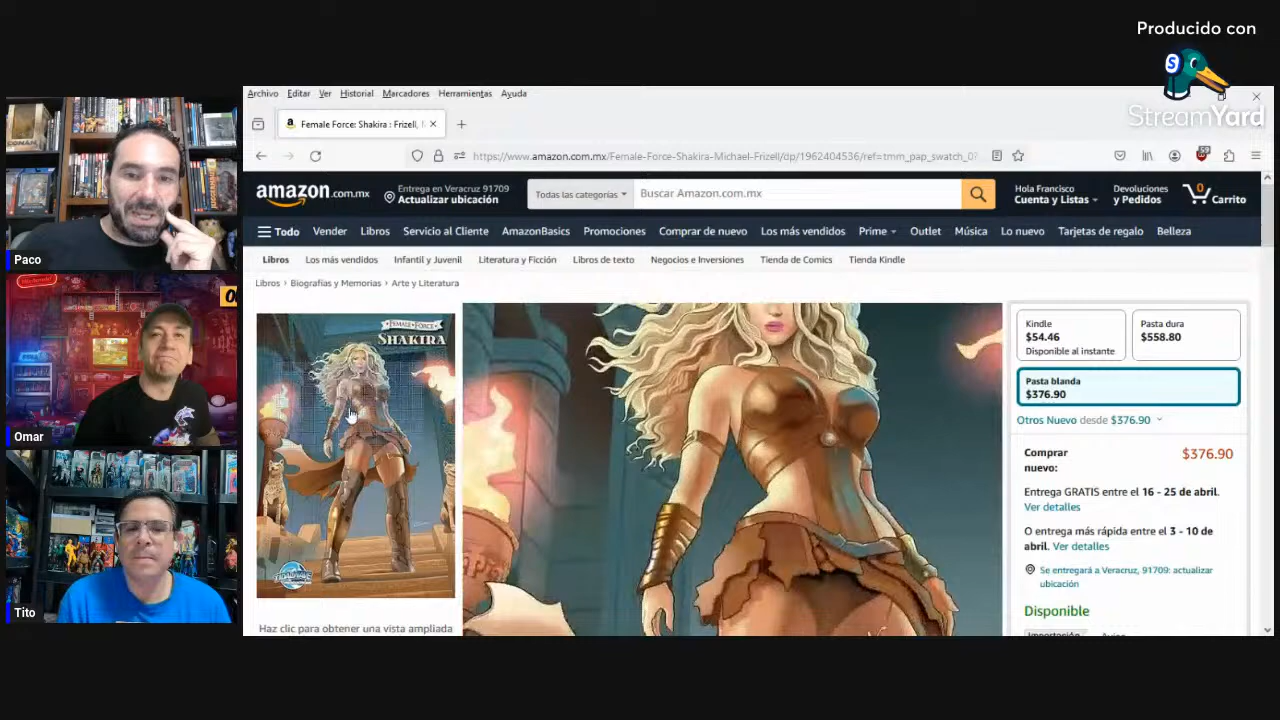 Producido con
StreamYard
Paco
Omar
Tito
Archivo Editar Ver Historial Marcadores Herramientas Ayuda
Female Force: Shakira : Frizell,
https://www.amazon.com.mx/Female-Force-Shakira-Michael-Frizell/dp/1962404536/ref=tmm_pap_swatch_0?
59
amazon.com.mx
Entrega en Veracruz 91709
Actualizar ubicación
Todas las categorías
Buscar Amazon.com.mx
Hola Francisco
Cuenta y Listas
Devoluciones
y Pedidos
0
Carrito
Todo Vender Libros Servicio al Cliente AmazonBasics Promociones Comprar de nuevo Los más vendidos Prime Outlet Música Lo nuevo Tarjetas de regalo Belleza
Libros Los más vendidos Infantil y Juvenil Literatura y Ficción Libros de texto Negocios e Inversiones Tienda de Comics Tienda Kindle
Libros › Biografías y Memorias › Arte y Literatura
FEMALE FORCE
SHAKIRA
TIDALWAVE
Haz clic para obtener una vista ampliada
Kindle
$54.46
Disponible al instante
Pasta dura
$558.80
Pasta blanda
$376.90
Otros Nuevo desde $376.90
Comprar
nuevo:
$376.90
Entrega GRATIS entre el 16 - 25 de abril.
Ver detalles
O entrega más rápida entre el 3 - 10 de
abril. Ver detalles
Se entregará a Veracruz, 91709: actualizar
ubicación
Disponible